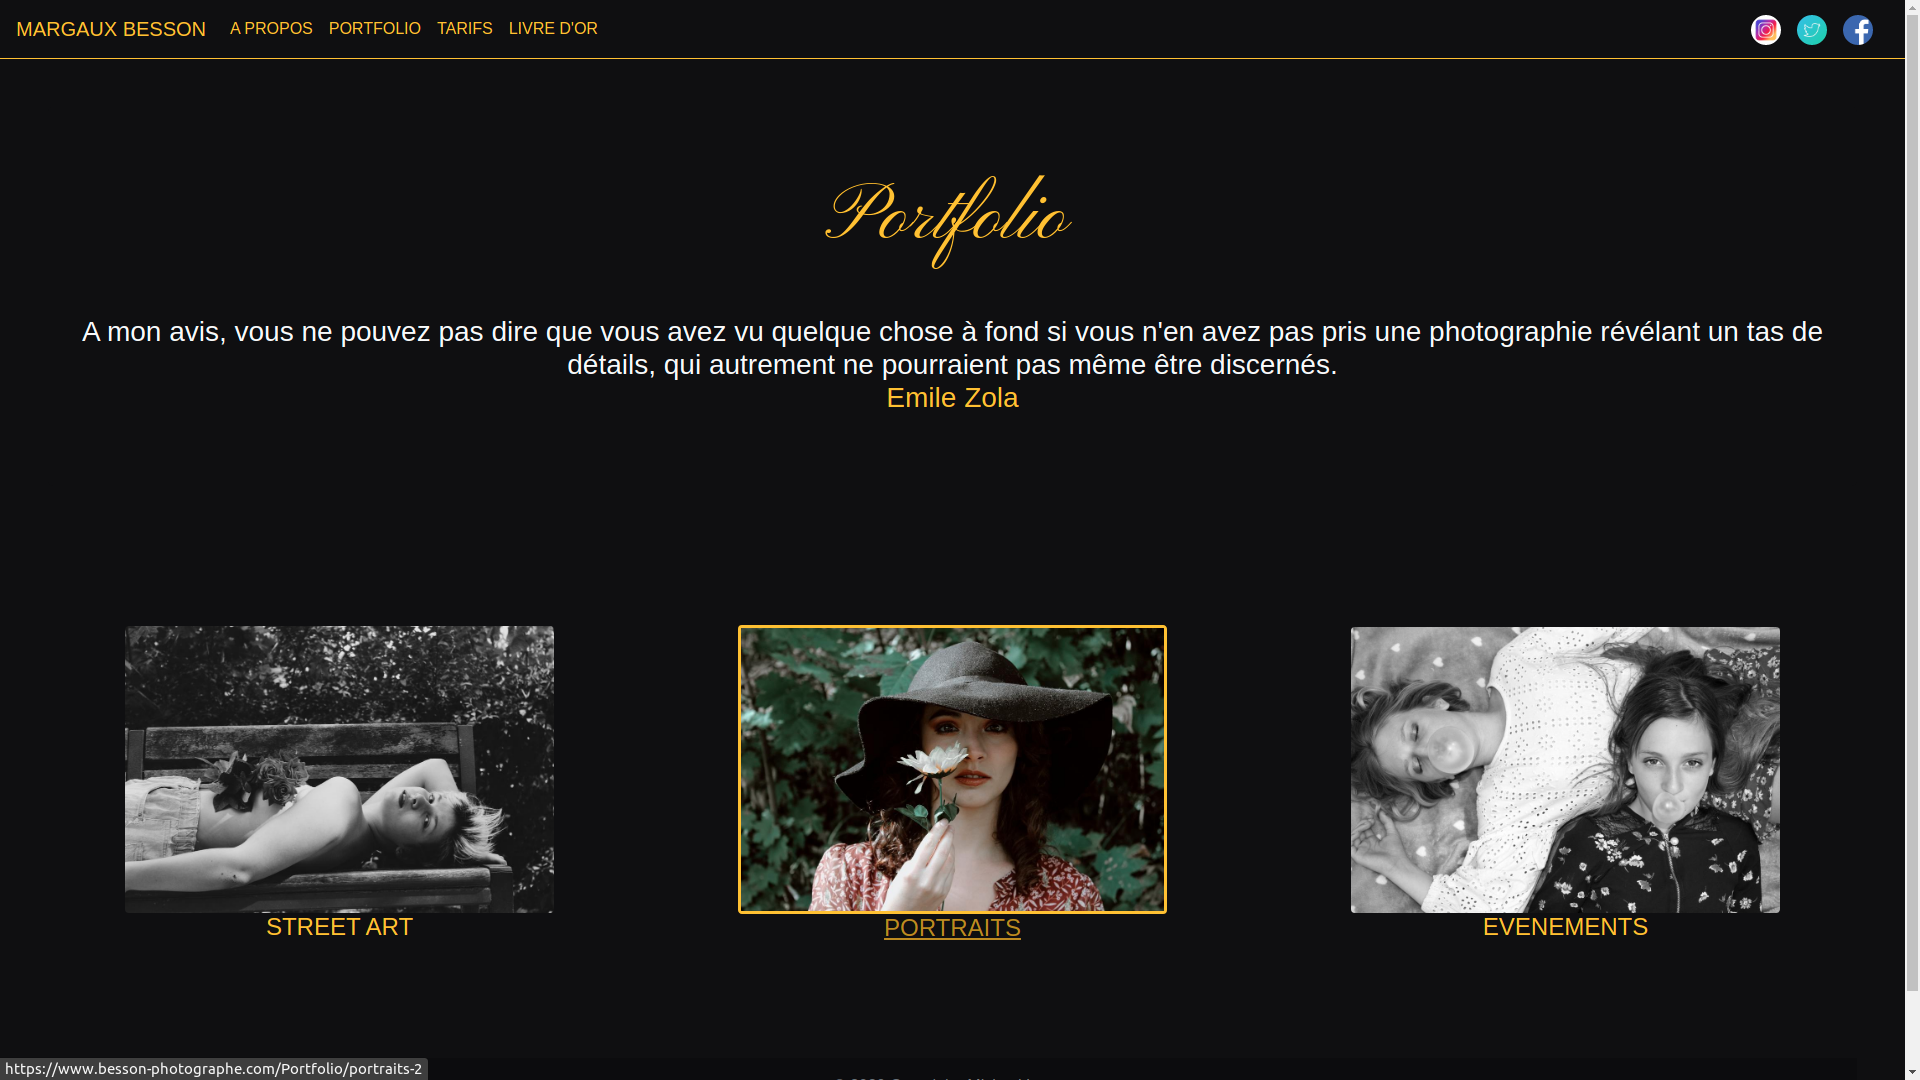 MARGAUX BESSON A PROPOS PORTFOLIO TARIFS LIVRE D'OR
Portfolio
A mon avis, vous ne pouvez pas dire que vous avez vu quelque chose à fond si vous n'en avez pas pris une photographie révélant un tas de
détails, qui autrement ne pourraient pas même être discernés.
Emile Zola
STREET ART
PORTRAITS
EVENEMENTS
https://www.besson-photographe.com/Portfolio/portraits-2